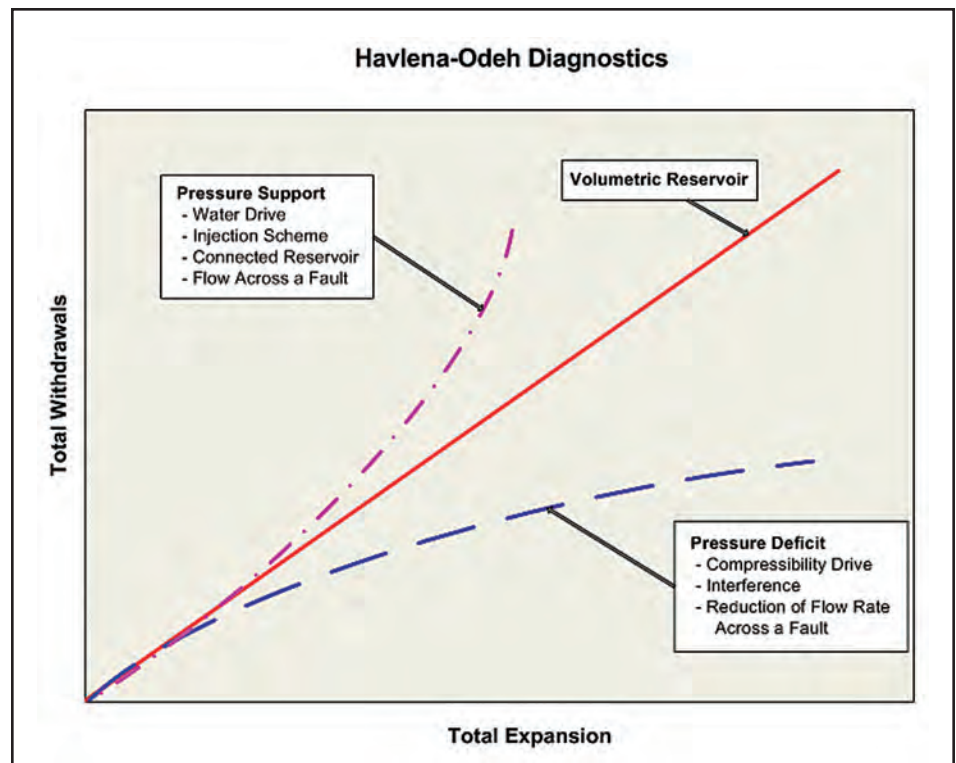 Havlena-Odeh Diagnostics
Pressure Support
- Water Drive
- Injection Scheme
- Connected Reservoir
- Flow Across a Fault
Volumetric Reservoir
Total Withdrawals
Pressure Deficit
- Compressibility Drive
- Interference
- Reduction of Flow Rate
Across a Fault
Total Expansion